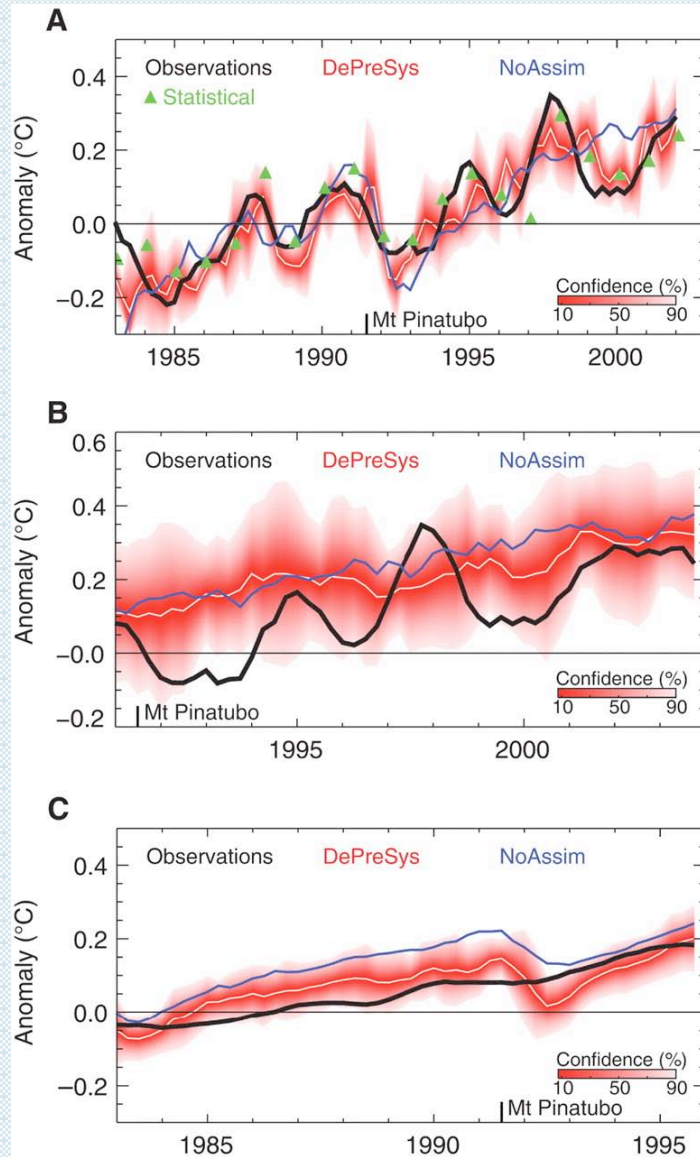 A
Observations DePreSys NoAssim
▲ Statistical
Anomaly (°C)
0.4
0.2
0.0
−0.2
Confidence (%)
10 50 90
Mt Pinatubo
1985 1990 1995 2000
B
Observations DePreSys NoAssim
Anomaly (°C)
0.6
0.4
0.2
−0.0
−0.2
Confidence (%)
10 50 90
Mt Pinatubo
1995 2000
C
Observations DePreSys NoAssim
Anomaly (°C)
0.4
0.2
0.0
−0.2
Confidence (%)
10 50 90
Mt Pinatubo
1985 1990 1995